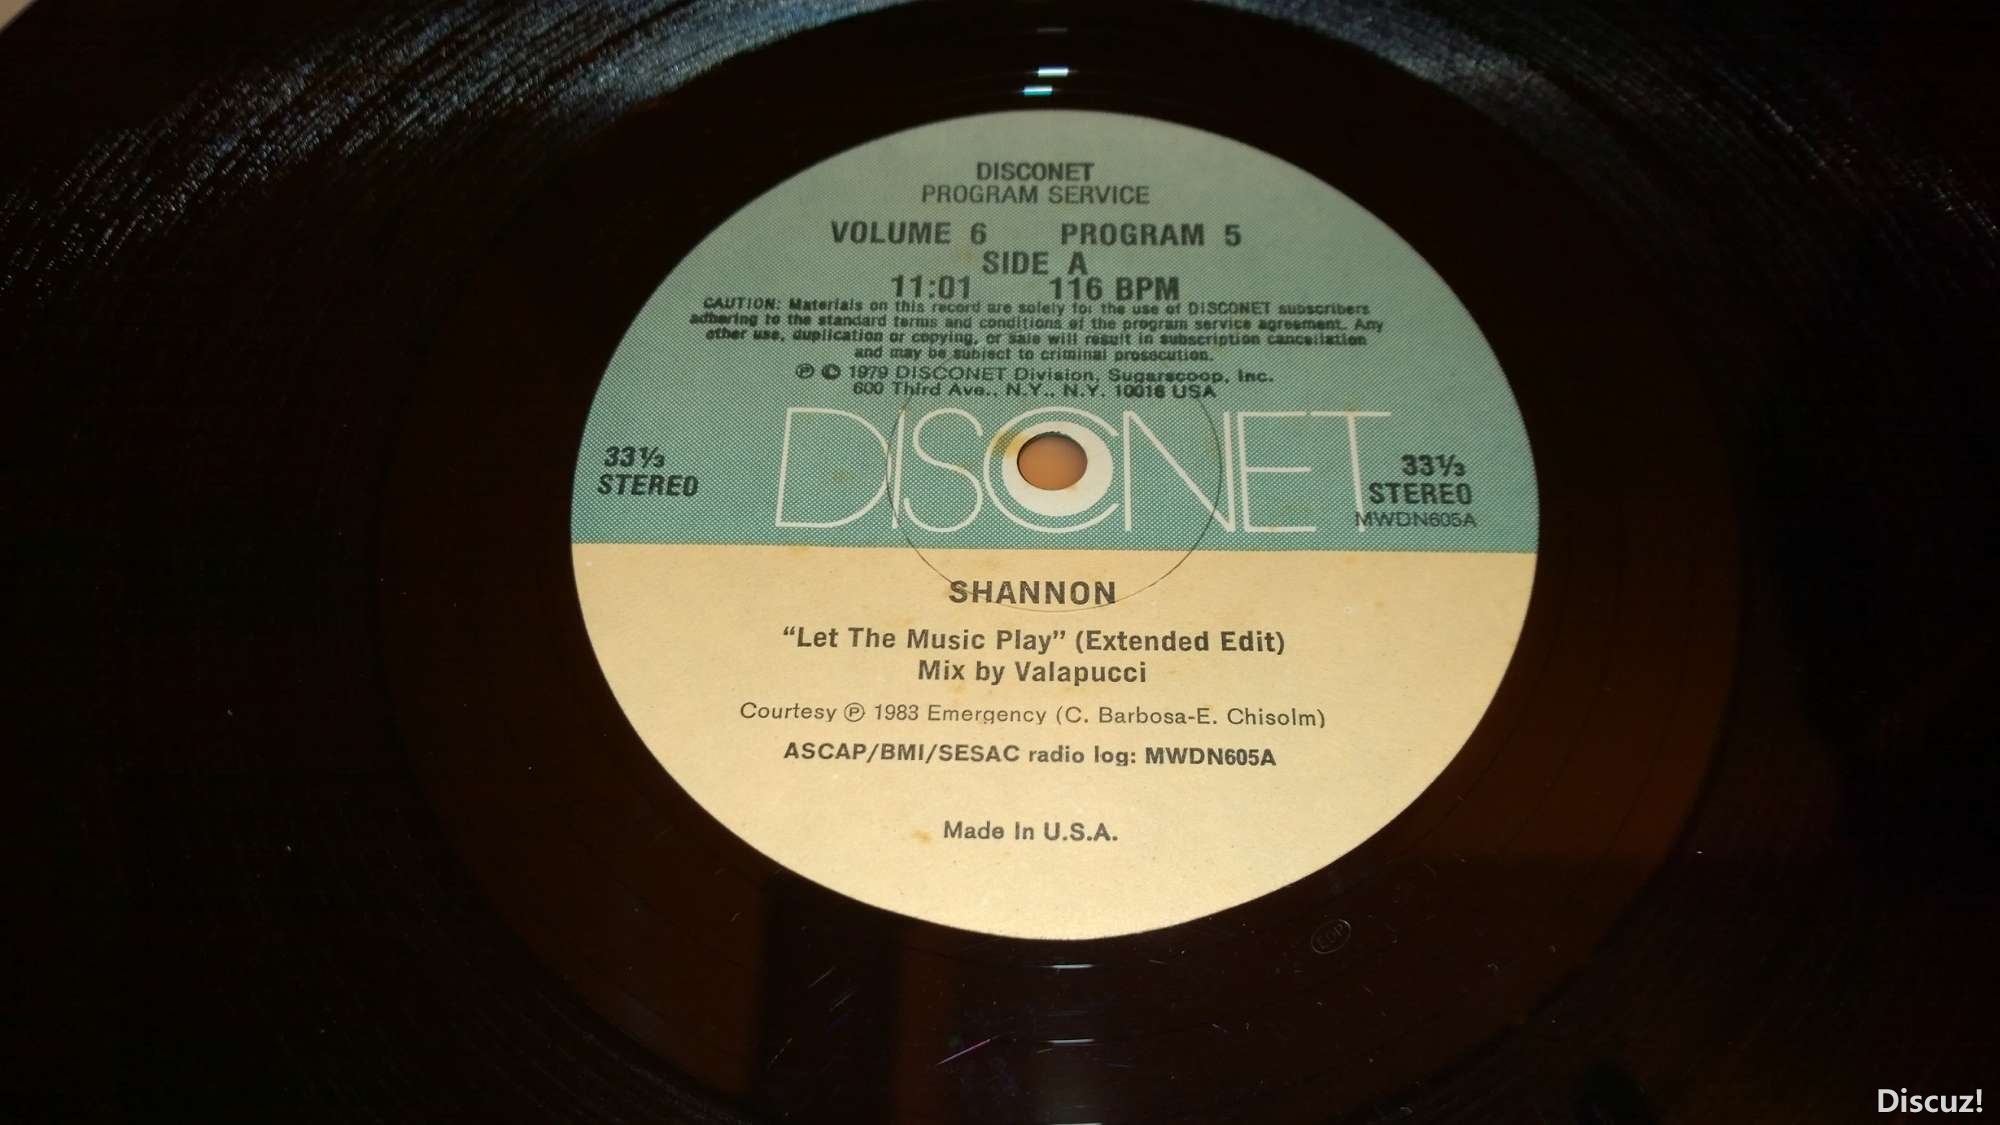 DISCONET
PROGRAM SERVICE
VOLUME 6 PROGRAM 5
SIDE A
11:01 116 BPM
CAUTION: Materials on this record are solely for the use of DISCONET subscribers
adhering to the standard terms and conditions of the program service agreement. Any
other use, duplication or copying, or sale will result in subscription cancellation
and may be subject to criminal prosecution.
℗ © 1979 DISCONET Division, Sugarscoop, Inc.
600 Third Ave., N.Y., N.Y. 10016 USA
DISCONET
33⅓
STEREO
33⅓
STEREO
MWDN605A
SHANNON
“Let The Music Play” (Extended Edit)
Mix by Valapucci
Courtesy ℗ 1983 Emergency (C. Barbosa-E. Chisolm)
ASCAP/BMI/SESAC radio log: MWDN605A
Made In U.S.A.
EDP
Discuz!